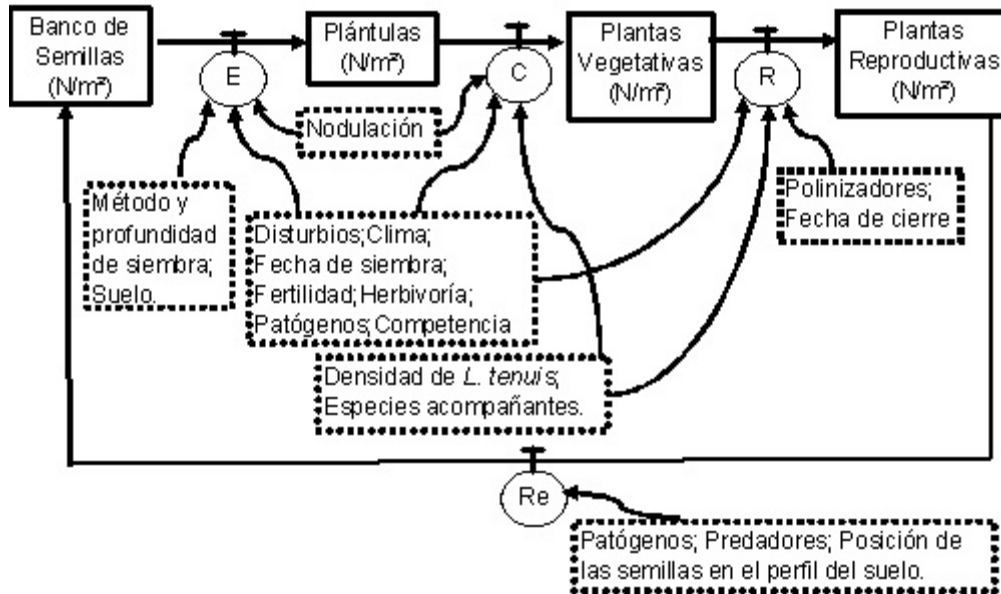 Banco de
Semillas
(N/m²)
Plántulas
(N/m²)
Plantas
Vegetativas
(N/m²)
Plantas
Reproductivas
(N/m²)
E
C
R
Nodulación
Método y
profundidad
de siembra;
Suelo.
Disturbios; Clima;
Fecha de siembra;
Fertilidad; Herbivoría;
Patógenos; Competencia
Polinizadores;
Fecha de cierre
Densidad de L. tenuis;
Especies acompañantes.
Re
Patógenos; Predadores; Posición de
las semillas en el perfil del suelo.